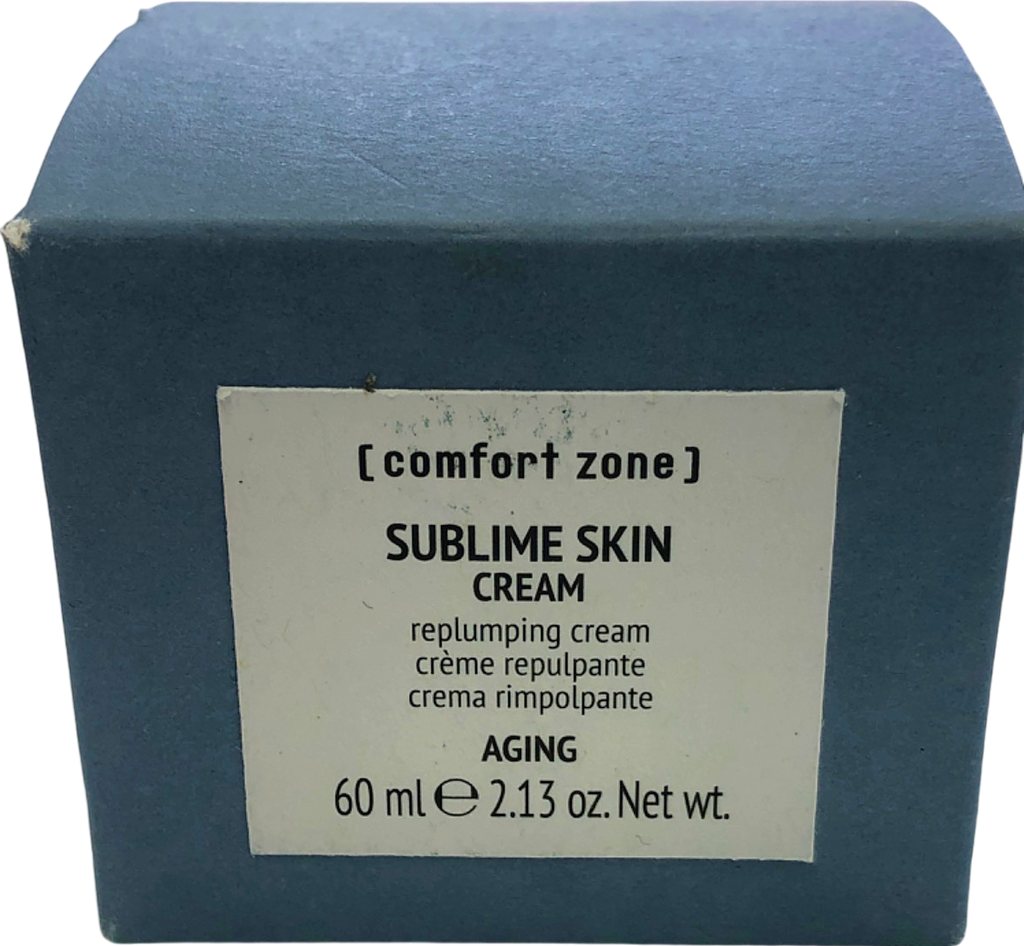 [comfort zone]
SUBLIME SKIN
CREAM
replumping cream
crème repulpante
crema rimpolpante
AGING
60 ml ℮ 2.13 oz. Net wt.